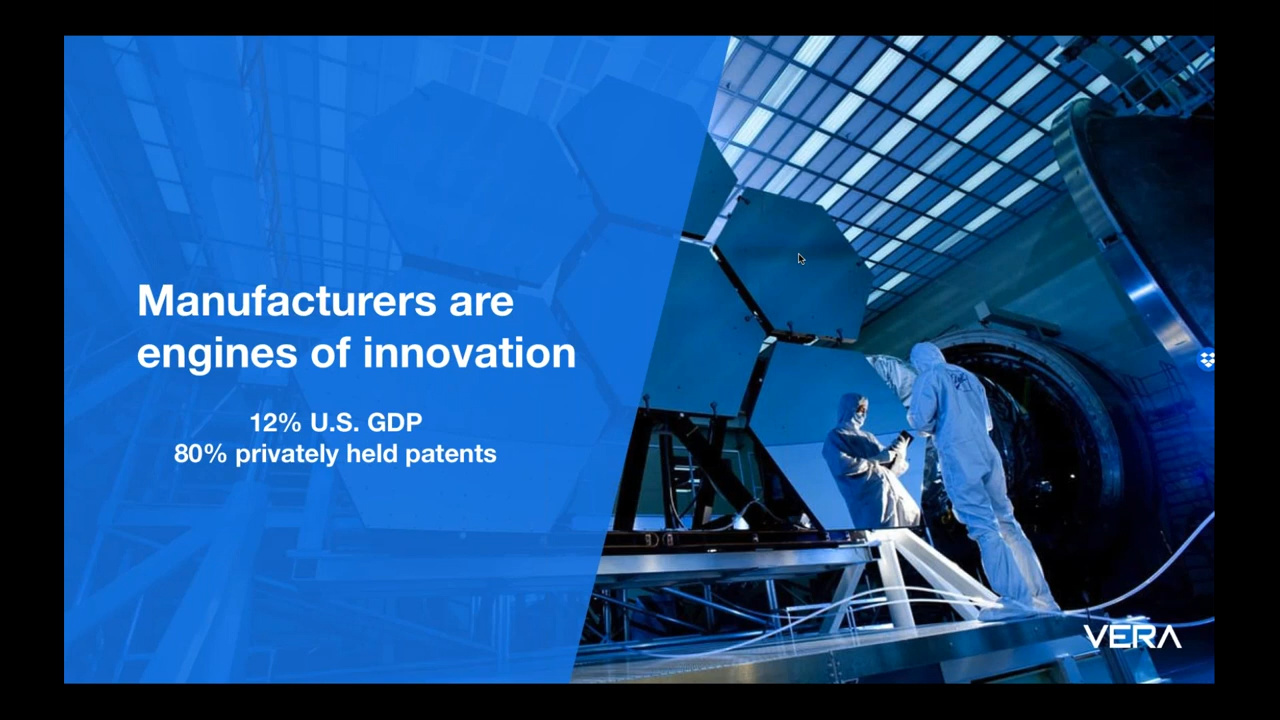 Manufacturers are
engines of innovation
12% U.S. GDP
80% privately held patents
VERA